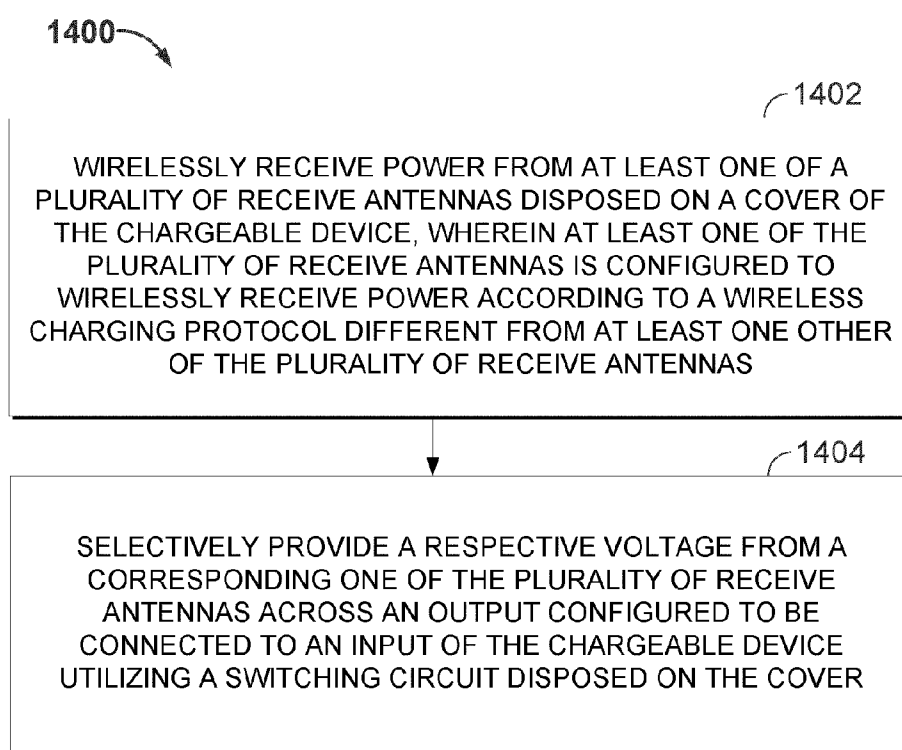 1400
1402
WIRELESSLY RECEIVE POWER FROM AT LEAST ONE OF A
PLURALITY OF RECEIVE ANTENNAS DISPOSED ON A COVER OF
THE CHARGEABLE DEVICE, WHEREIN AT LEAST ONE OF THE
PLURALITY OF RECEIVE ANTENNAS IS CONFIGURED TO
WIRELESSLY RECEIVE POWER ACCORDING TO A WIRELESS
CHARGING PROTOCOL DIFFERENT FROM AT LEAST ONE OTHER
OF THE PLURALITY OF RECEIVE ANTENNAS
1404
SELECTIVELY PROVIDE A RESPECTIVE VOLTAGE FROM A
CORRESPONDING ONE OF THE PLURALITY OF RECEIVE
ANTENNAS ACROSS AN OUTPUT CONFIGURED TO BE
CONNECTED TO AN INPUT OF THE CHARGEABLE DEVICE
UTILIZING A SWITCHING CIRCUIT DISPOSED ON THE COVER